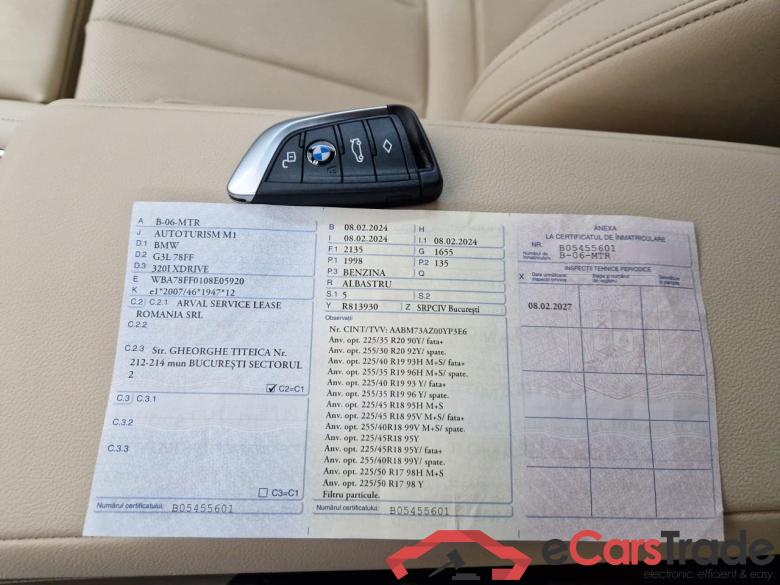 BMW
A B-06-MTR
J AUTOTURISM M1
D.1 BMW
D.2 G3L 78FF
D.3 320I XDRIVE
E WBA78FF0108E05920
K e1*2007/46*1947*12
C.2 C.2.1 ARVAL SERVICE LEASE
ROMANIA SRL
C.2.2
C.2.3 Str. GHEORGHE TITEICA Nr.
212-214 mun BUCUREȘTI SECTORUL
2
C2=C1
C.3 C.3.1
C.3.2
C.3.3
C3=C1
Numărul certificatului B05455601
B 08.02.2024 H
I 08.02.2024 I.1 08.02.2024
F.1 2135 G 1655
P.1 1998 P.2 135
P.3 BENZINA Q
R ALBASTRU
S.1 5 S.2
Y R813930 Z SRPCIV București
Observații
Nr. CINT/TVV: AABM73AZ00YP3E6
Anv. opt. 225/35 R20 90Y/ fata+
Anv. opt. 255/30 R20 92Y/ spate.
Anv. opt. 225/40 R19 93H M+S/ fata+
Anv. opt. 255/35 R19 96H M+S/ spate.
Anv. opt. 225/40 R19 93 Y/ fata+
Anv. opt. 255/35 R19 96 Y/ spate.
Anv. opt. 225/45 R18 95H M+S
Anv. opt. 225/45 R18 95V M+S/ fata+
Anv. opt. 255/40R18 99V M+S/ spate.
Anv. opt. 225/45R18 95Y
Anv. opt. 225/45R18 95Y/ fata+
Anv. opt. 255/40R18 99Y/ spate.
Anv. opt. 225/50 R17 98H M+S
Anv. opt. 225/50 R17 98 Y
Filtru particule.
Numărul certificatului: B05455601
ANEXA
LA CERTIFICATUL DE ÎNMATRICULARE
NR. B05455601
Numărul de înmatriculare: B-06-MTR
INSPECȚII TEHNICE PERIODICE
X Data următoarei inspecții tehnice
08.02.2027
eCarsTrade
electronic, efficient & easy